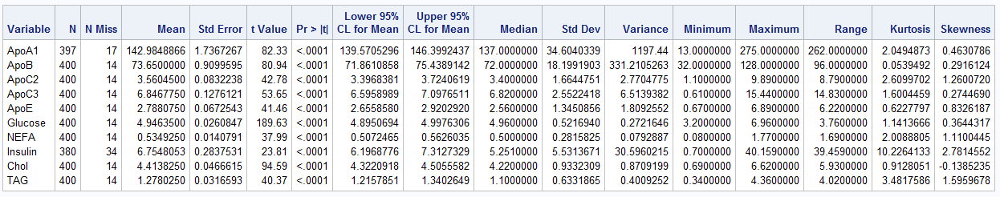 Variable N N Miss Mean Std Error t Value Pr > |t| Lower 95% CL for Mean Upper 95% CL for Mean Median Std Dev Variance Minimum Maximum Range Kurtosis Skewness
ApoA1 397 17 142.9848866 1.7367267 82.33 <.0001 139.5705296 146.3992437 137.0000000 34.6040339 1197.44 13.0000000 275.0000000 262.0000000 2.0494873 0.4630786
ApoB 400 14 73.6500000 0.9099595 80.94 <.0001 71.8610858 75.4389142 72.0000000 18.1991903 331.2105263 32.0000000 128.0000000 96.0000000 0.0539492 0.2916124
ApoC2 400 14 3.5604500 0.0832238 42.78 <.0001 3.3968381 3.7240619 3.4000000 1.6644751 2.7704775 1.1000000 9.8900000 8.7900000 2.6099702 1.2600720
ApoC3 400 14 6.8467750 0.1276121 53.65 <.0001 6.5958989 7.0976511 6.8200000 2.5522418 6.5139382 0.6100000 15.4400000 14.8300000 1.6004459 0.2744690
ApoE 400 14 2.7880750 0.0672543 41.46 <.0001 2.6558580 2.9202920 2.5600000 1.3450856 1.8092552 0.6700000 6.8900000 6.2200000 0.6227797 0.8326187
Glucose 400 14 4.9463500 0.0260847 189.63 <.0001 4.8950694 4.9976306 4.9600000 0.5216940 0.2721646 3.2000000 6.9600000 3.7600000 1.1413666 0.3644317
NEFA 400 14 0.5349250 0.0140791 37.99 <.0001 0.5072465 0.5626035 0.5000000 0.2815825 0.0792887 0.0800000 1.7700000 1.6900000 2.0088805 1.1100445
Insulin 380 34 6.7548053 0.2837531 23.81 <.0001 6.1968776 7.3127329 5.2510000 5.5313671 30.5960215 0.7000000 40.1590000 39.4590000 10.2264133 2.7814552
Chol 400 14 4.4138250 0.0466615 94.59 <.0001 4.3220918 4.5055582 4.2200000 0.9332309 0.8709199 0.6900000 6.6200000 5.9300000 0.9128051 -0.1385235
TAG 400 14 1.2780250 0.0316593 40.37 <.0001 1.2157851 1.3402649 1.1000000 0.6331865 0.4009252 0.3400000 4.3600000 4.0200000 3.4817586 1.5959678